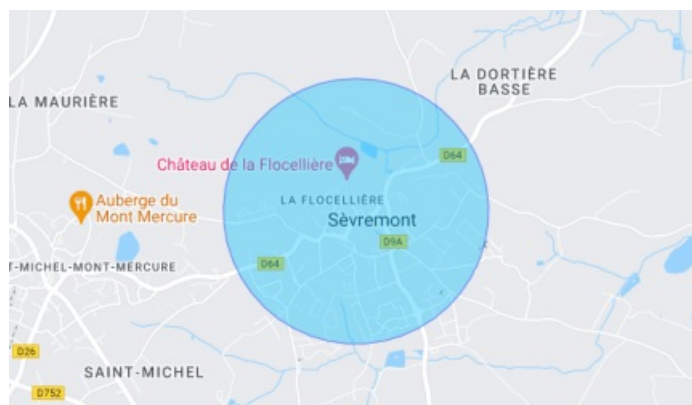 LA DORTIÈRE
BASSE
LA MAURIÈRE
D64
Château de la Flocellière
LA FLOCELLIÈRE
Auberge du
Mont Mercure
Sèvremont
D9A
T-MICHEL-MONT-MERCURE
D64
D26
SAINT-MICHEL
D752